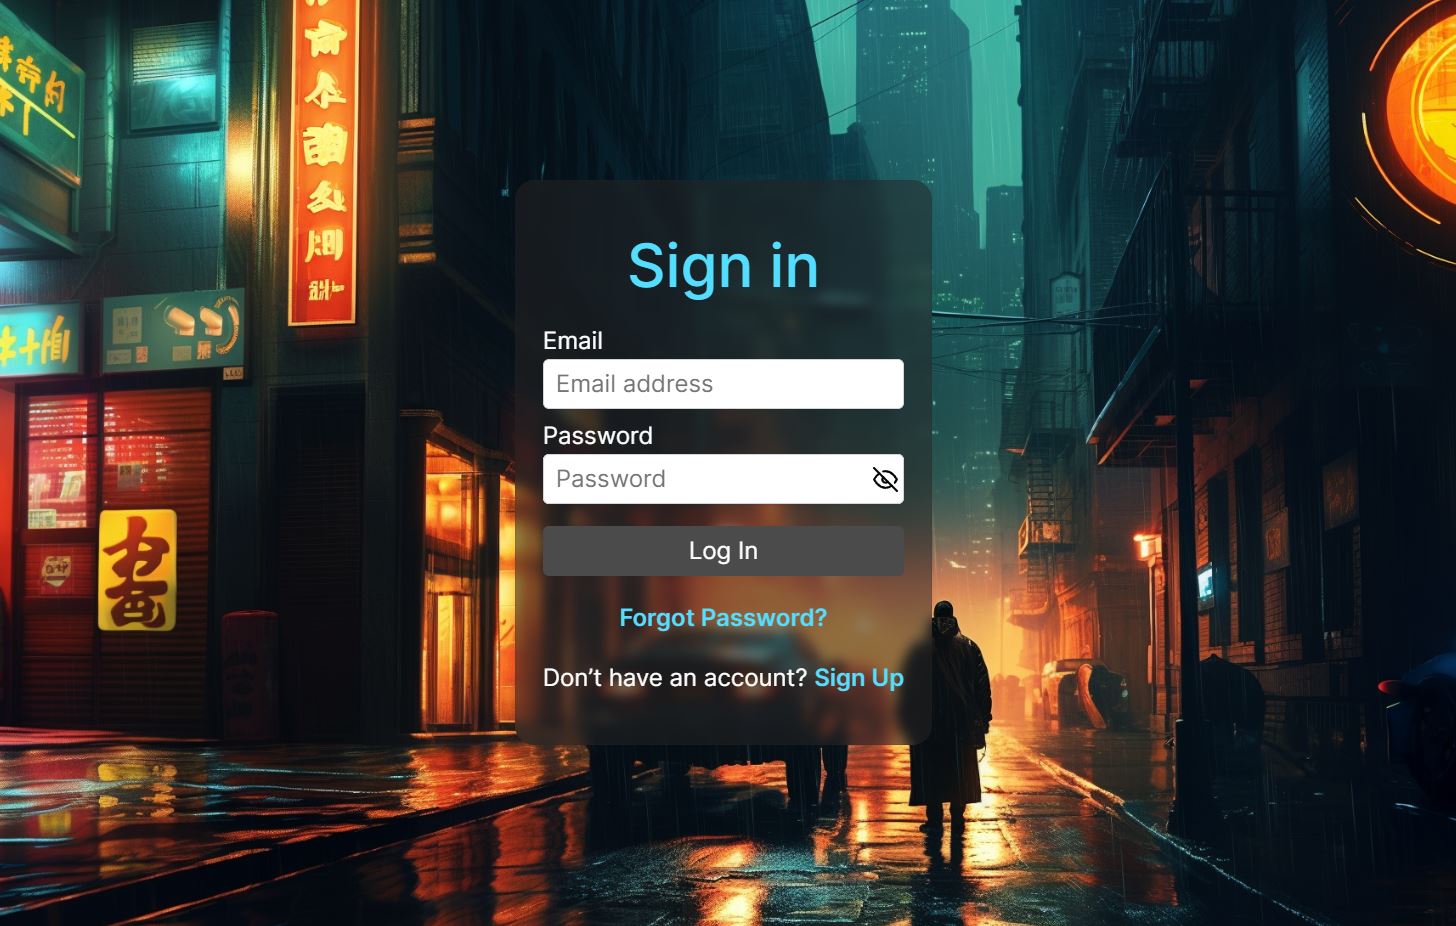 Sign in
Email
Email address
Password
Password
Log In
Forgot Password?
Don’t have an account? Sign Up